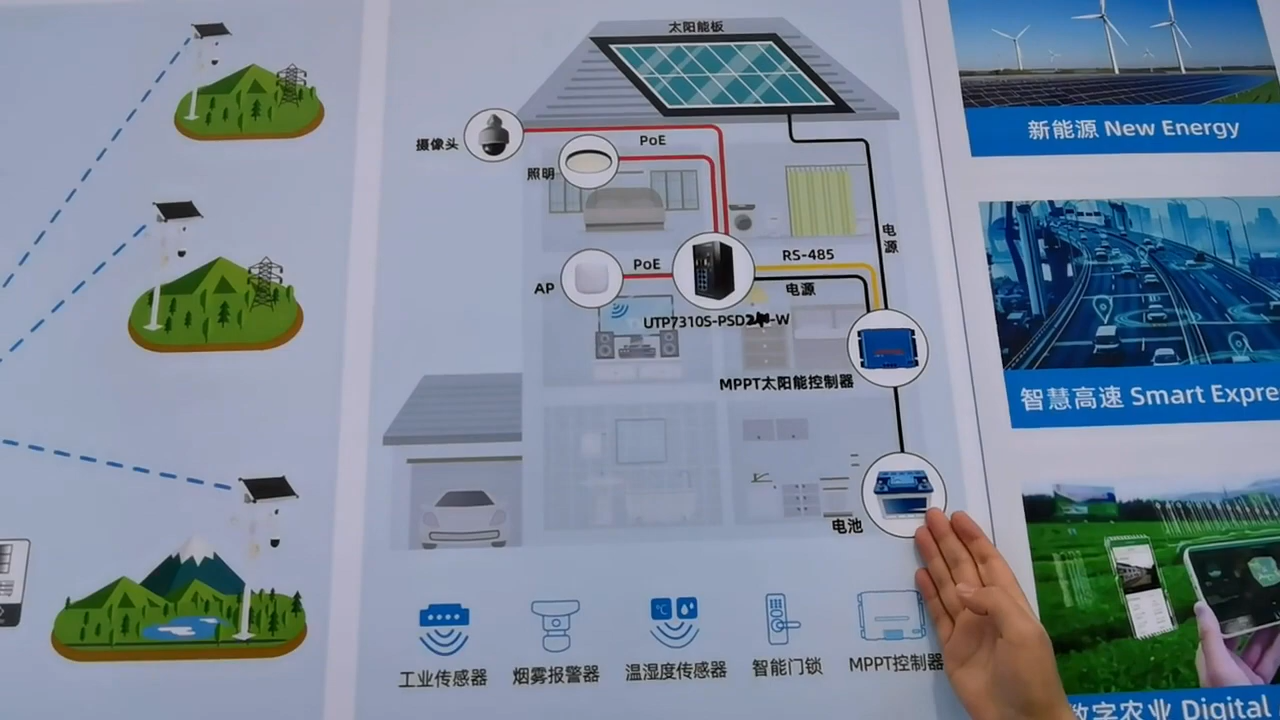 太阳能板
摄像头
PoE
照明
电源
RS-485
PoE
AP
电源
UTP7310S-PSD24-W
MPPT太阳能控制器
电池
工业传感器
烟雾报警器
温湿度传感器
智能门锁
MPPT控制器
新能源 New Energy
智慧高速 Smart Expre
数字农业 Digital